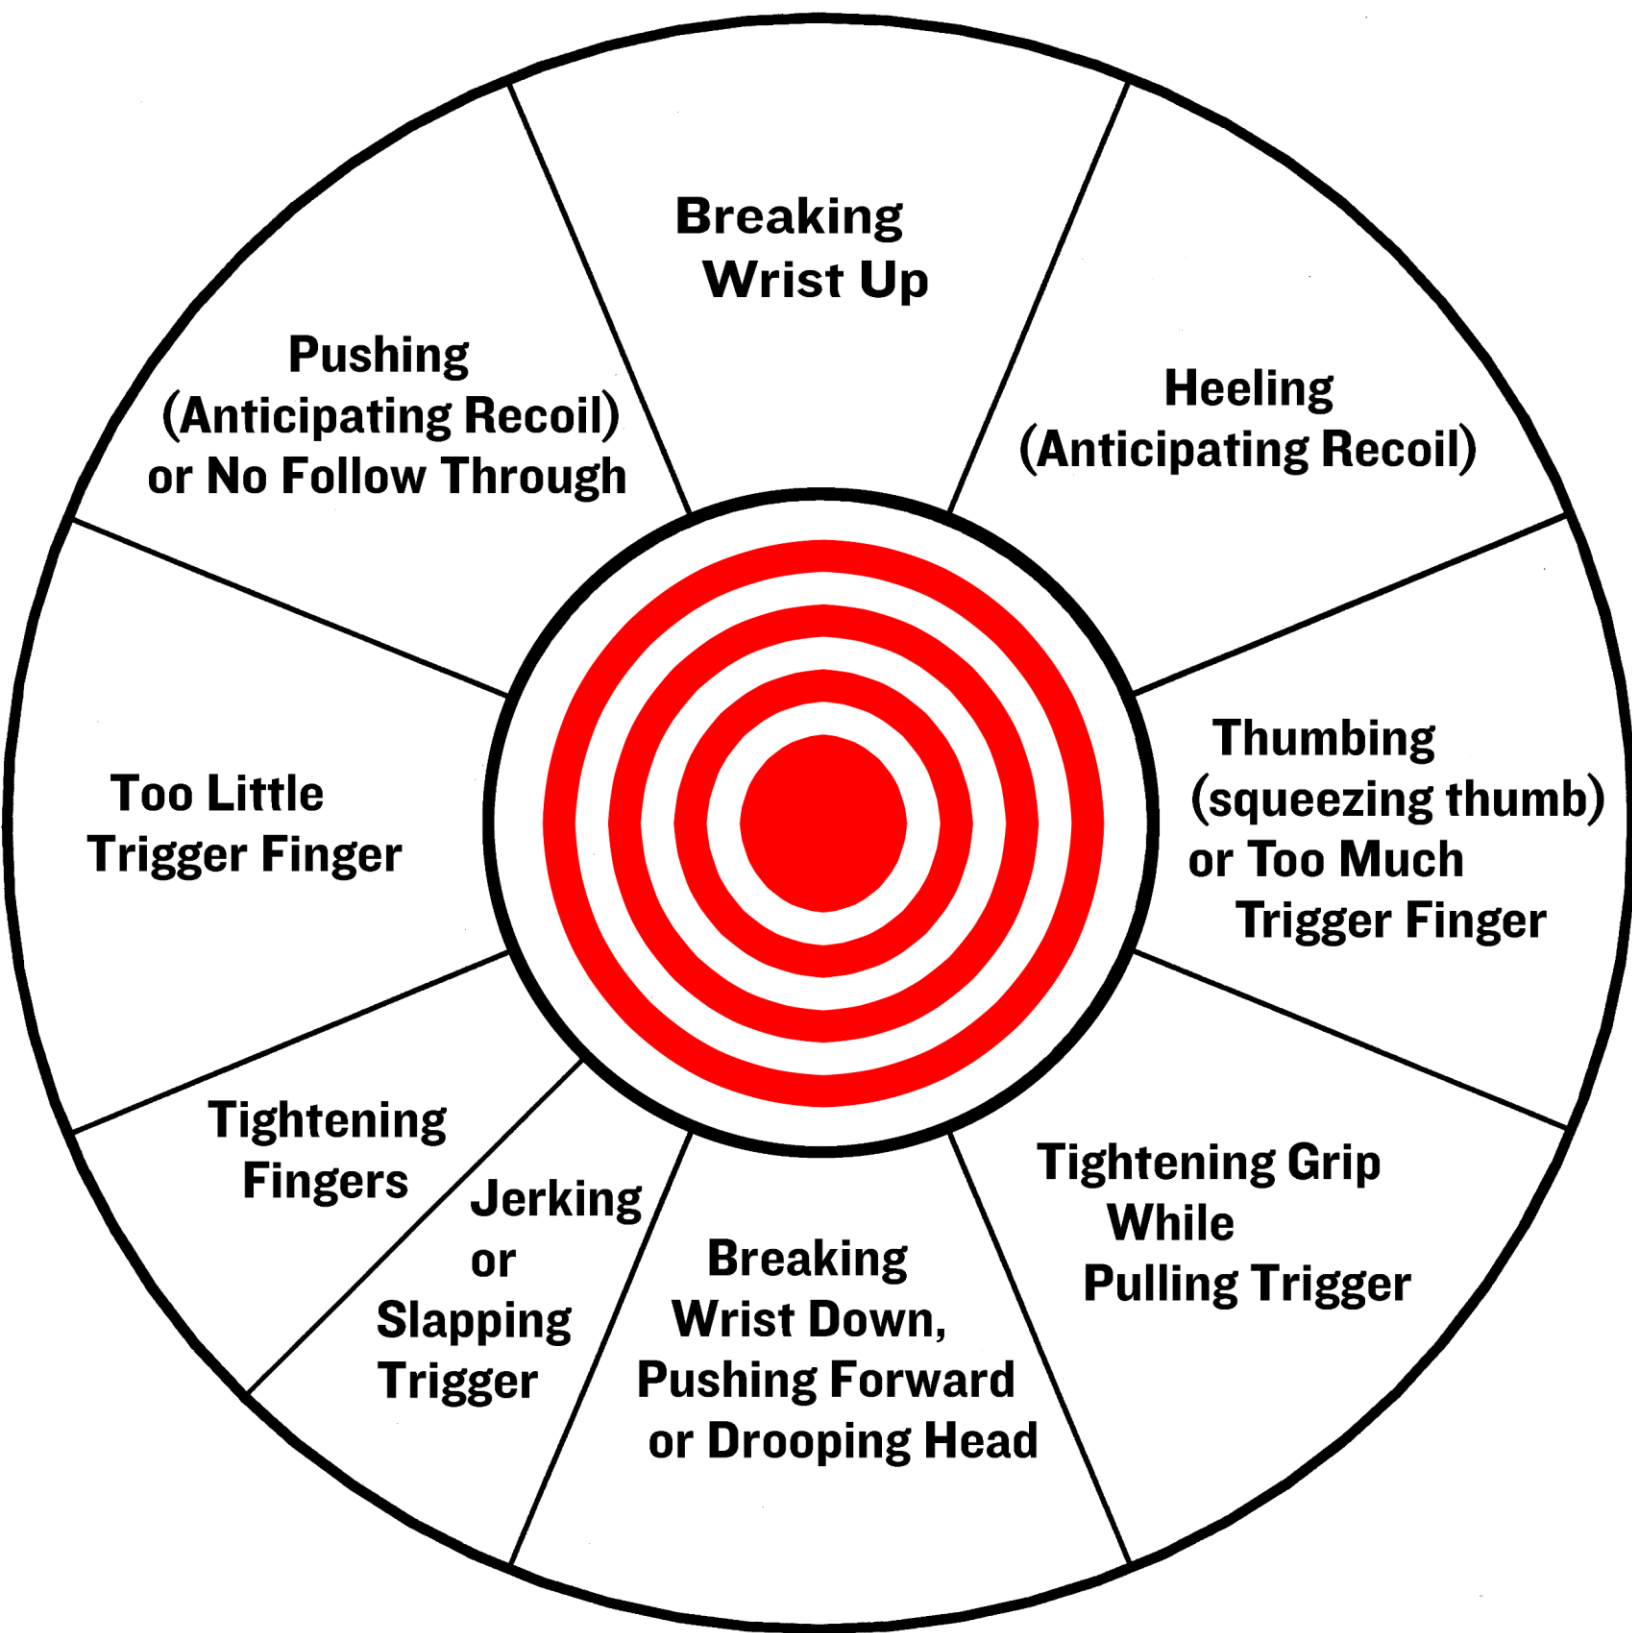 Breaking
Wrist Up
Pushing
(Anticipating Recoil)
or No Follow Through
Heeling
(Anticipating Recoil)
Too Little
Trigger Finger
Thumbing
(squeezing thumb)
or Too Much
Trigger Finger
Tightening
Fingers
Jerking
or
Slapping
Trigger
Breaking
Wrist Down,
Pushing Forward
or Drooping Head
Tightening Grip
While
Pulling Trigger